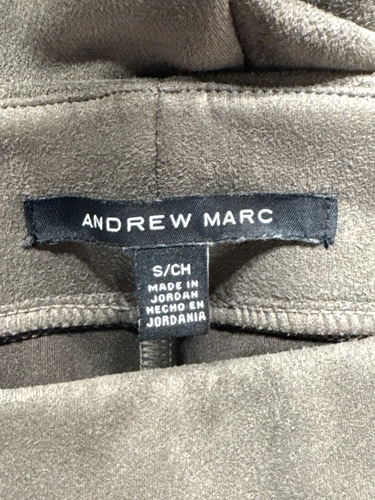 ANDREW MARC
S/CH
MADE IN
JORDAN
HECHO EN
JORDANIA